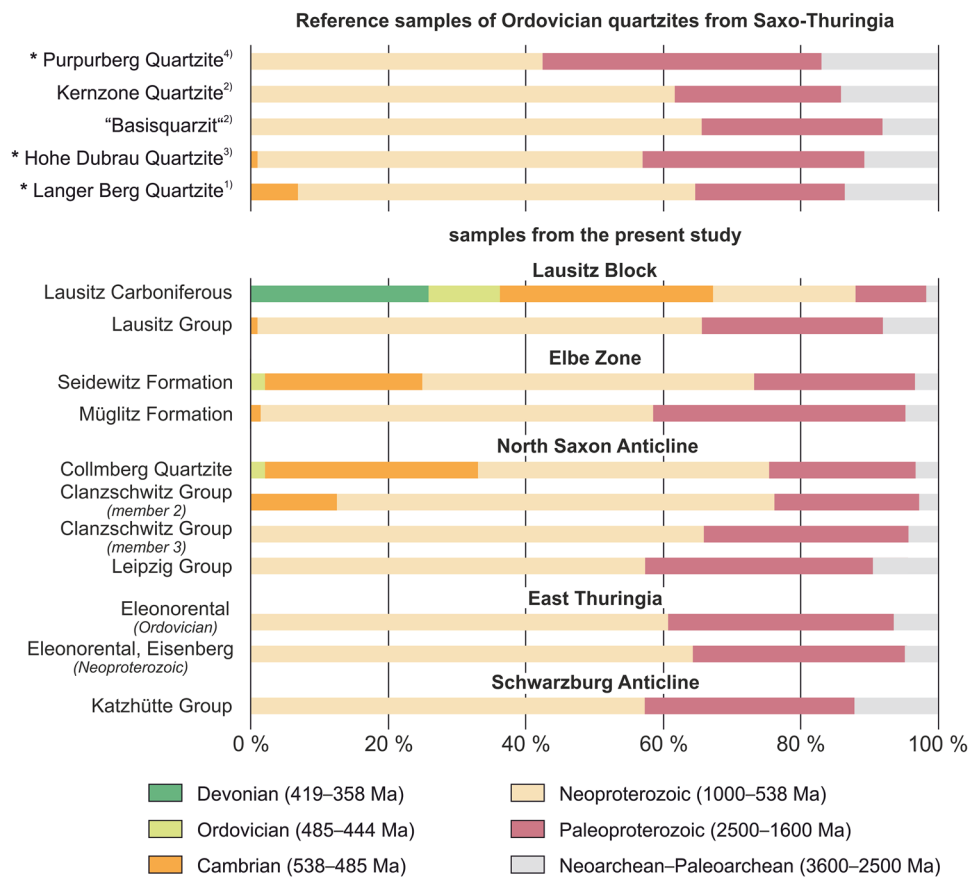 Reference samples of Ordovician quartzites from Saxo-Thuringia
* Purpurberg Quartzite⁴⁾
Kernzone Quartzite²⁾
“Basisquarzit“²⁾
* Hohe Dubrau Quartzite³⁾
* Langer Berg Quartzite¹⁾
samples from the present study
Lausitz Block
Lausitz Carboniferous
Lausitz Group
Elbe Zone
Seidewitz Formation
Müglitz Formation
North Saxon Anticline
Collmberg Quartzite
Clanzschwitz Group
(member 2)
Clanzschwitz Group
(member 3)
Leipzig Group
East Thuringia
Eleonorental
(Ordovician)
Eleonorental, Eisenberg
(Neoproterozoic)
Schwarzburg Anticline
Katzhütte Group
0 % 20 % 40 % 60 % 80 % 100 %
Devonian (419–358 Ma)
Ordovician (485–444 Ma)
Cambrian (538–485 Ma)
Neoproterozoic (1000–538 Ma)
Paleoproterozoic (2500–1600 Ma)
Neoarchean–Paleoarchean (3600–2500 Ma)